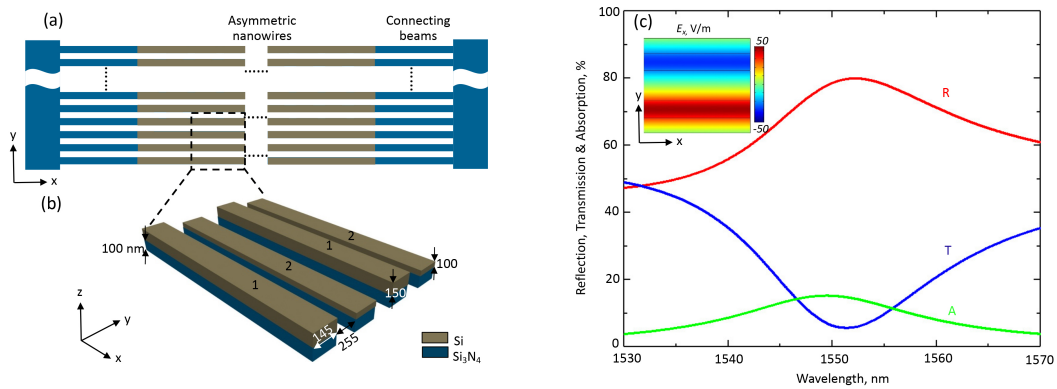 (a)
Asymmetric
nanowires
Connecting
beams
y
x
(b)
100 nm
1
2
1
2
100
150
145
255
z
y
x
Si
Si3N4
(c)
Ex, V/m
50
-50
y
x
R
T
A
Reflection, Transmission & Absorption, %
100
80
60
40
20
0
1530
1540
1550
1560
1570
Wavelength, nm